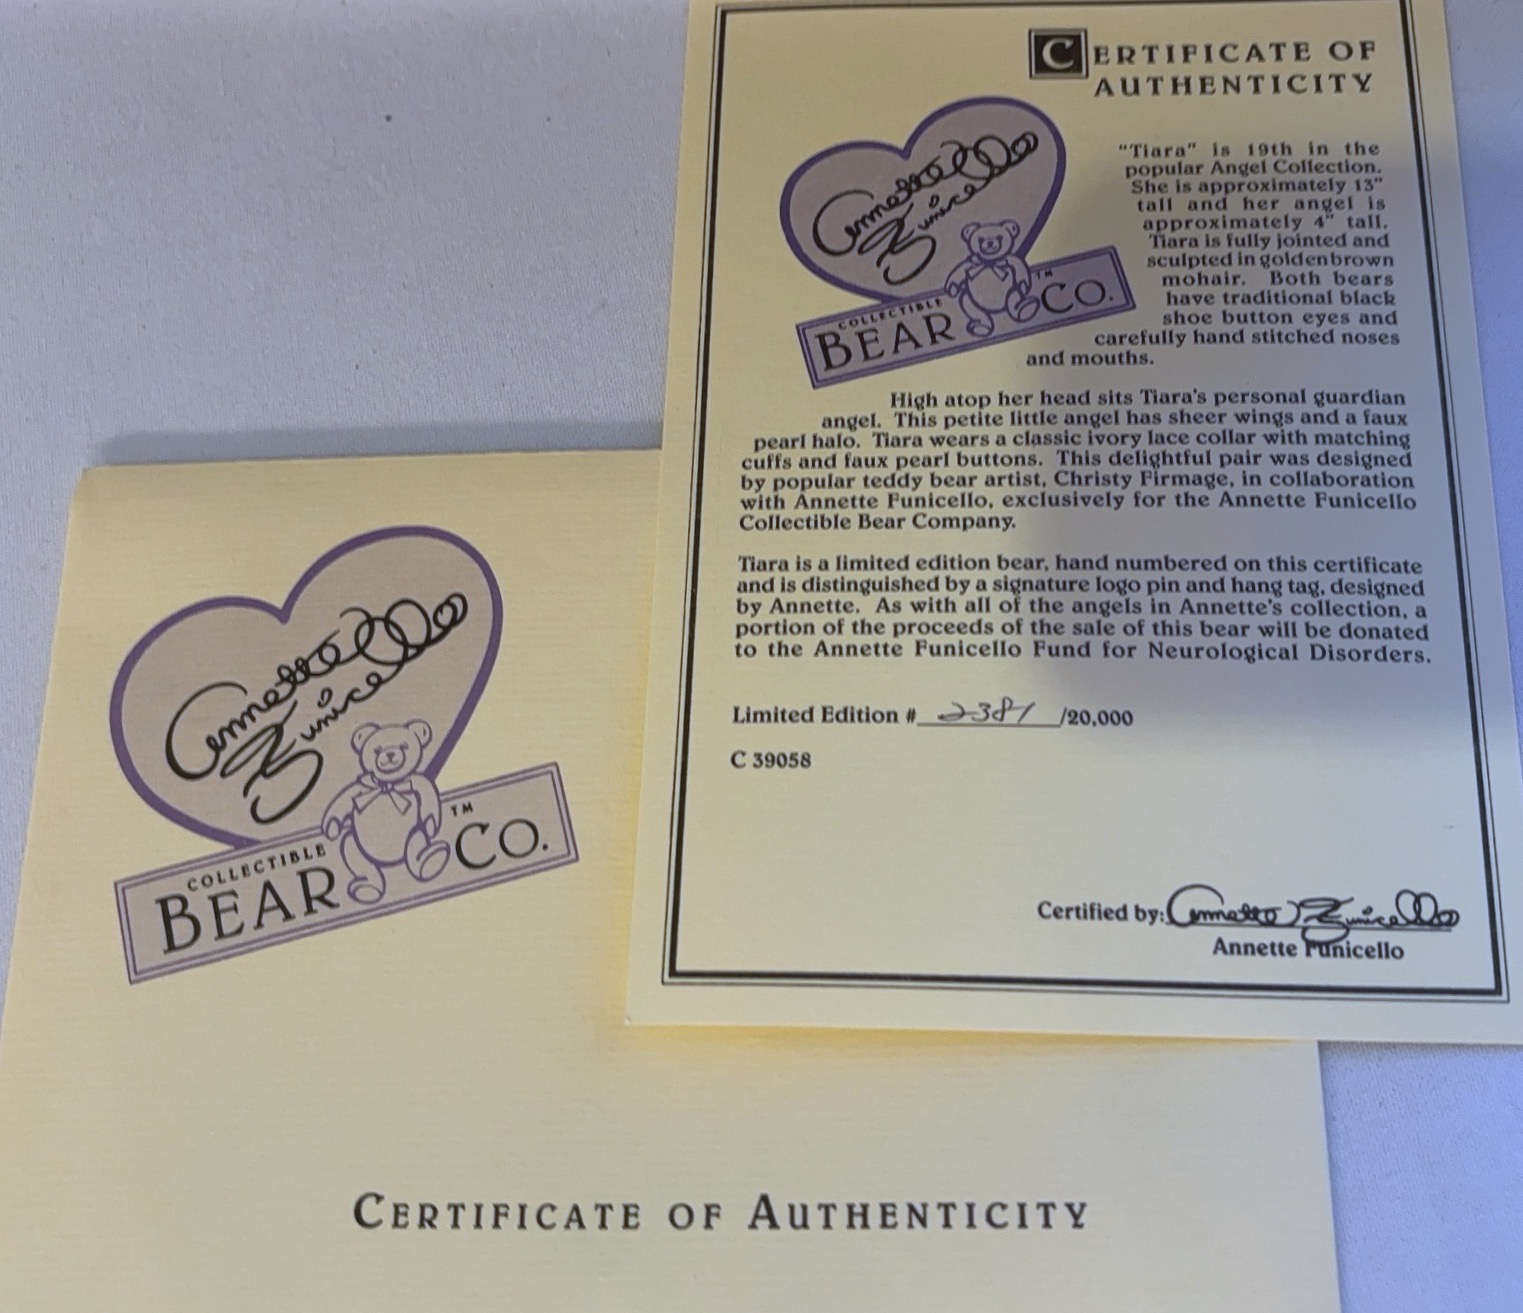 CERTIFICATE OF
AUTHENTICITY
Annette
Funicello
COLLECTIBLE
BEAR CO.™
"Tiara" is 19th in the
popular Angel Collection.
She is approximately 13"
tall and her angel is
approximately 4" tall.
Tiara is fully jointed and
sculpted in goldenbrown
mohair. Both bears
have traditional black
shoe button eyes and
carefully hand stitched noses
and mouths.
High atop her head sits Tiara's personal guardian
angel. This petite little angel has sheer wings and a faux
pearl halo. Tiara wears a classic ivory lace collar with matching
cuffs and faux pearl buttons. This delightful pair was designed
by popular teddy bear artist, Christy Firmage, in collaboration
with Annette Funicello, exclusively for the Annette Funicello
Collectible Bear Company.
Tiara is a limited edition bear, hand numbered on this certificate
and is distinguished by a signature logo pin and hang tag, designed
by Annette. As with all of the angels in Annette's collection, a
portion of the proceeds of the sale of this bear will be donated
to the Annette Funicello Fund for Neurological Disorders.
Limited Edition # 2381 /20,000
C 39058
Certified by: Annette Funicello
Annette Funicello
Annette
Funicello
COLLECTIBLE
BEAR CO.™
CERTIFICATE OF AUTHENTICITY